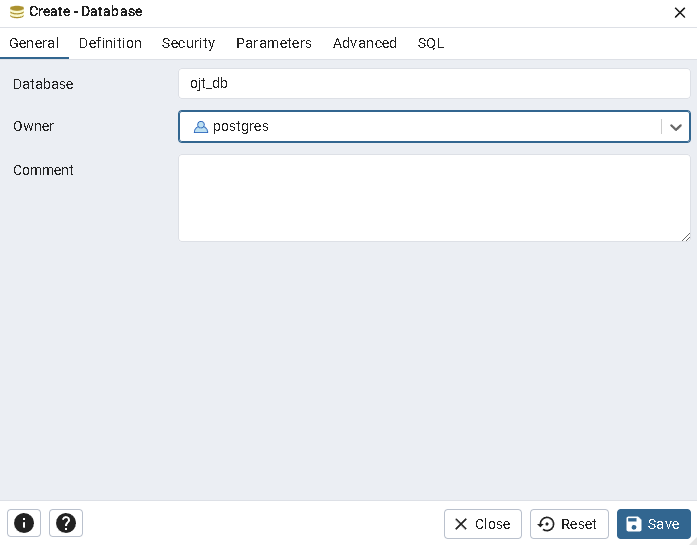 Create - Database
General Definition Security Parameters Advanced SQL
Database ojt_db
Owner postgres
Comment
Close Reset Save